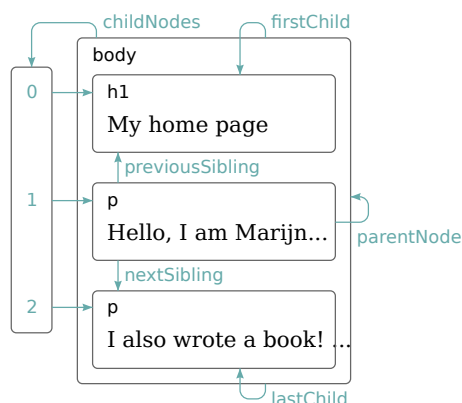 childNodes
firstChild
body
0
h1
My home page
previousSibling
1
p
Hello, I am Marijn...
parentNode
nextSibling
2
p
I also wrote a book! ...
lastChild